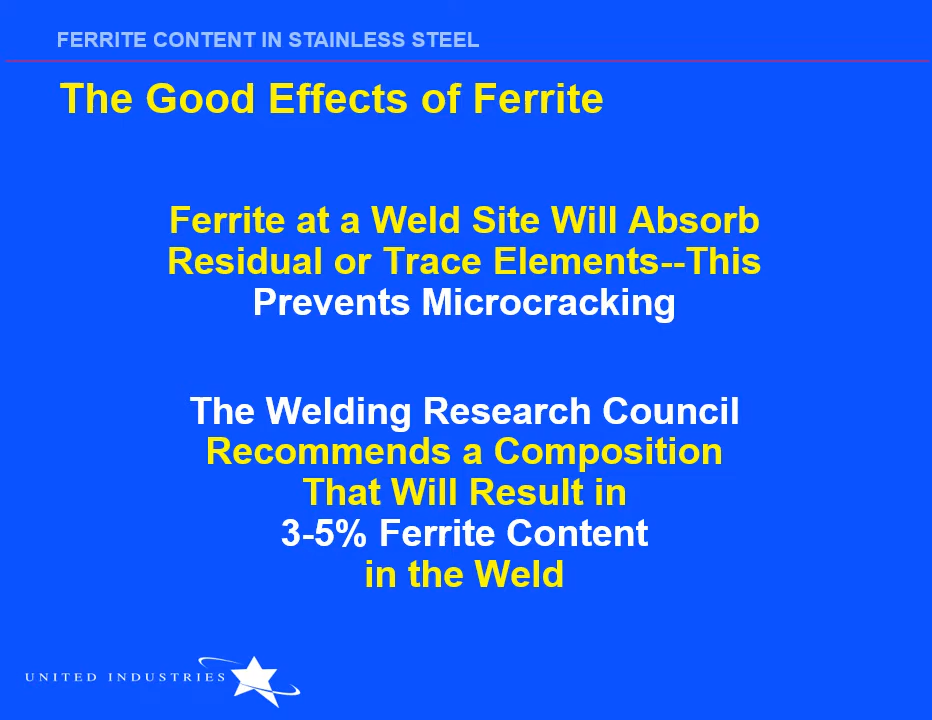 FERRITE CONTENT IN STAINLESS STEEL
The Good Effects of Ferrite
Ferrite at a Weld Site Will Absorb
Residual or Trace Elements--This
Prevents Microcracking
The Welding Research Council
Recommends a Composition
That Will Result in
3-5% Ferrite Content
in the Weld
UNITED INDUSTRIES